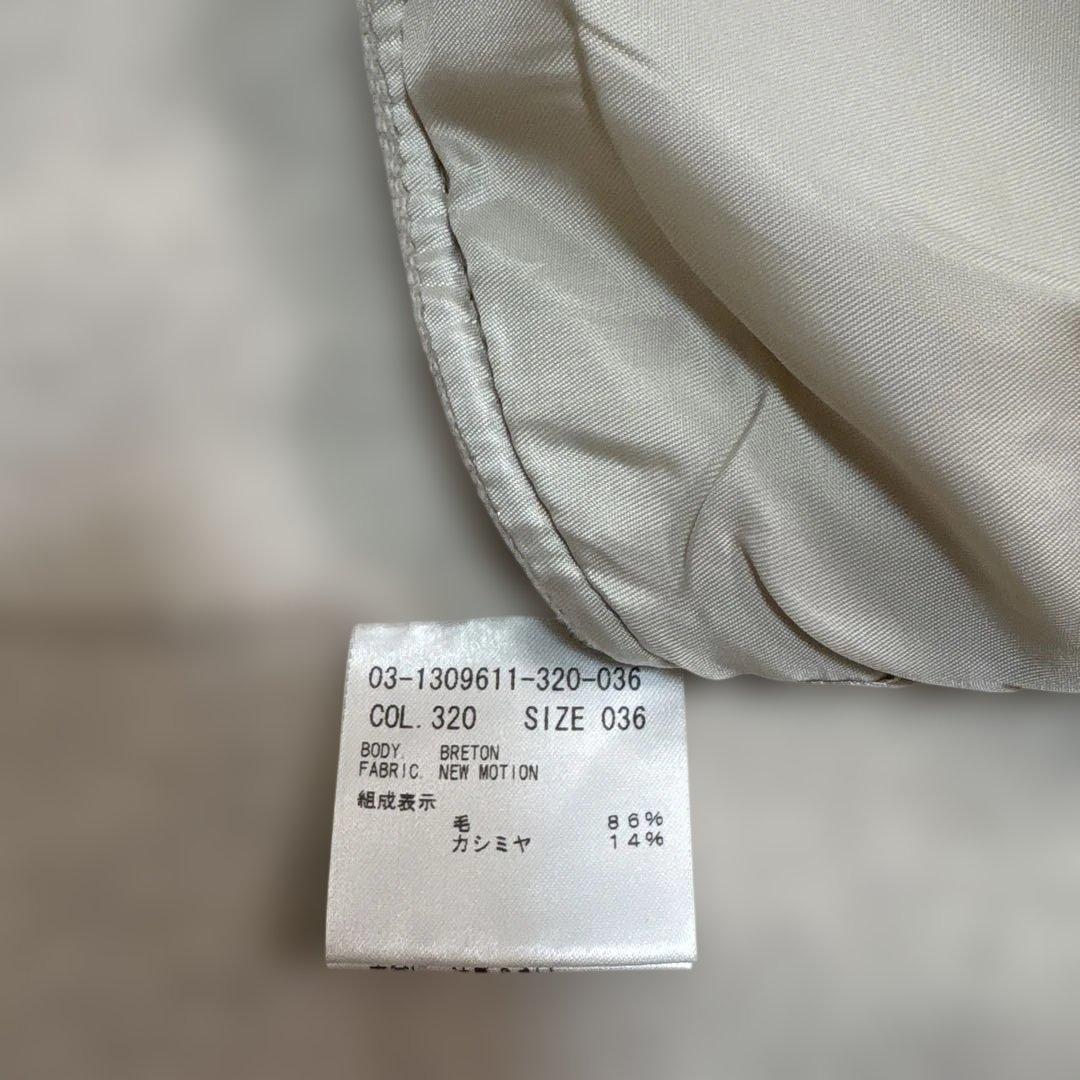 03-1309611-320-036
COL. 320 SIZE 036
BODY. BRETON
FABRIC. NEW MOTION
組成表示
毛 86%
カシミヤ 14%